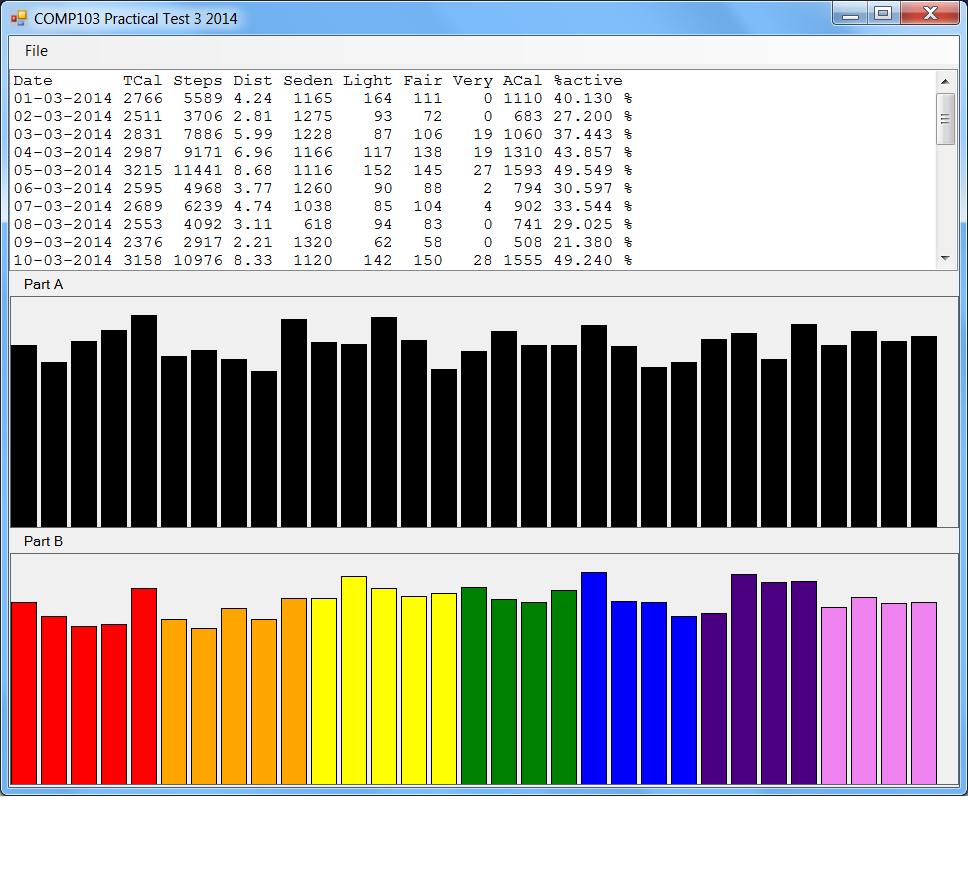 COMP103 Practical Test 3 2014
File
Date TCal Steps Dist Seden Light Fair Very ACal %active
01-03-2014 2766 5589 4.24 1165 164 111 0 1110 40.130 %
02-03-2014 2511 3706 2.81 1275 93 72 0 683 27.200 %
03-03-2014 2831 7886 5.99 1228 87 106 19 1060 37.443 %
04-03-2014 2987 9171 6.96 1166 117 138 19 1310 43.857 %
05-03-2014 3215 11441 8.68 1116 152 145 27 1593 49.549 %
06-03-2014 2595 4968 3.77 1260 90 88 2 794 30.597 %
07-03-2014 2689 6239 4.74 1038 85 104 4 902 33.544 %
08-03-2014 2553 4092 3.11 618 94 83 0 741 29.025 %
09-03-2014 2376 2917 2.21 1320 62 58 0 508 21.380 %
10-03-2014 3158 10976 8.33 1120 142 150 28 1555 49.240 %
Part A
Part B